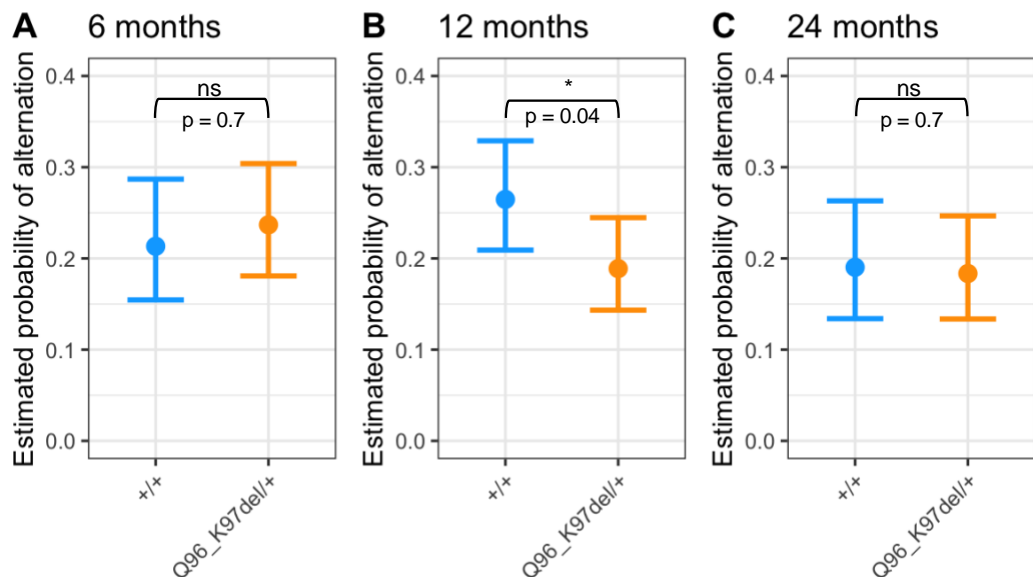 A 6 months
Estimated probability of alternation
0.4
0.3
0.2
0.1
0.0
ns
p = 0.7
+/+
Q96_K97del/+
B 12 months
Estimated probability of alternation
0.4
0.3
0.2
0.1
0.0
*
p = 0.04
+/+
Q96_K97del/+
C 24 months
Estimated probability of alternation
0.4
0.3
0.2
0.1
0.0
ns
p = 0.7
+/+
Q96_K97del/+